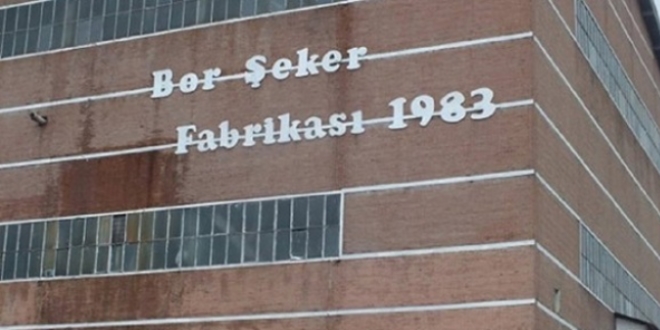 Bor Şeker
Fabrikası 1983